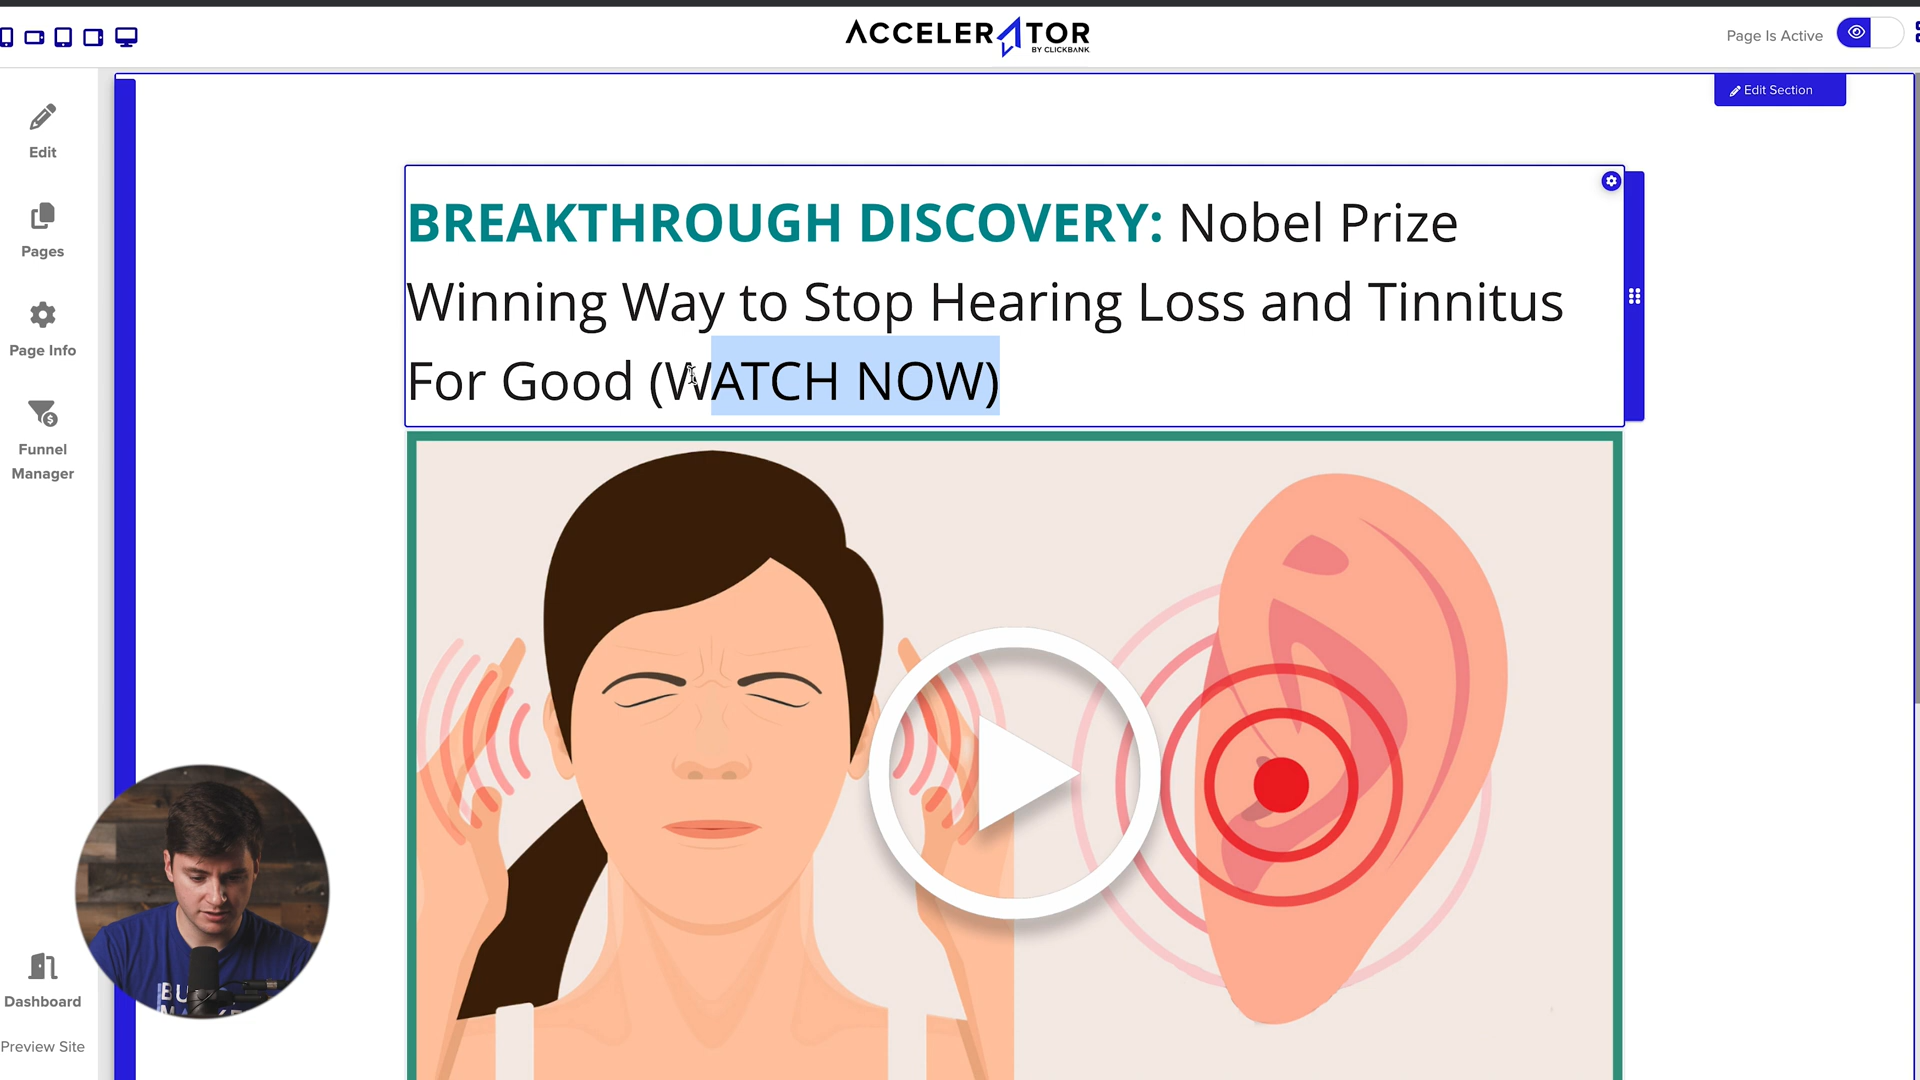 ACCELERATOR
BY CLICKBANK
Page Is Active
Edit Section
Edit
Pages
Page Info
Funnel
Manager
Dashboard
Preview Site
BREAKTHROUGH DISCOVERY: Nobel Prize
Winning Way to Stop Hearing Loss and Tinnitus
For Good (WATCH NOW)